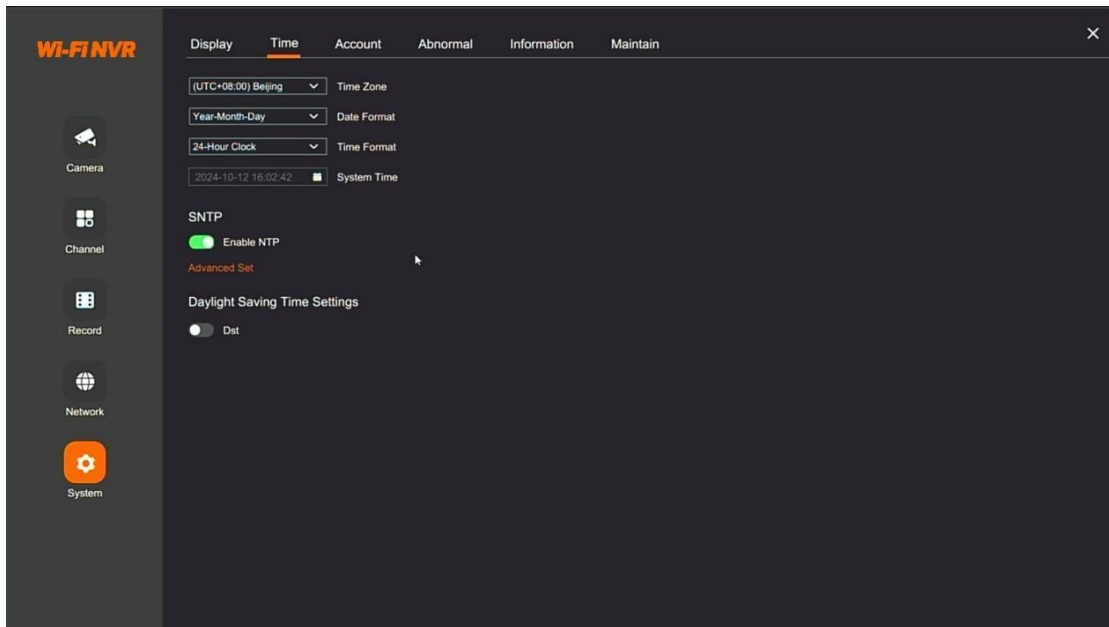 Wi-Fi NVR
Display Time Account Abnormal Information Maintain
(UTC+08:00) Beijing Time Zone
Year-Month-Day Date Format
24-Hour Clock Time Format
2024-10-12 16:02:42 System Time
SNTP
Enable NTP
Advanced Set
Daylight Saving Time Settings
Dst
Camera
Channel
Record
Network
System